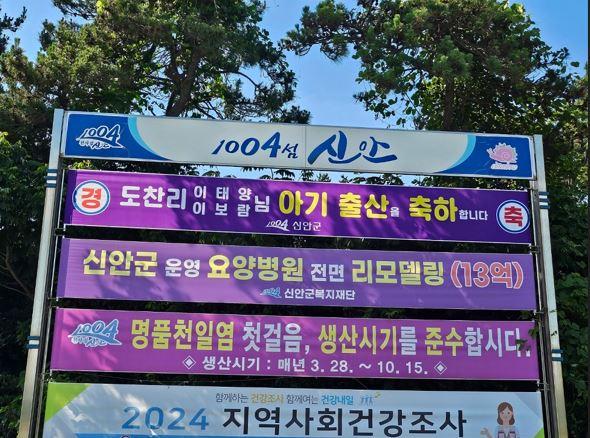 1004섬 신안
경 도찬리 이태양 이보람 님 아기 출산을 축하합니다 축
1004 신안군
신안군 운영 요양병원 전면 리모델링 (13억)
신안군복지재단
1004 명품천일염 첫걸음, 생산시기를 준수합시다.
◈ 생산시기 : 매년 3. 28. ~ 10. 15. ◈
함께하는 건강조사 함께여는 건강내일
2024 지역사회건강조사